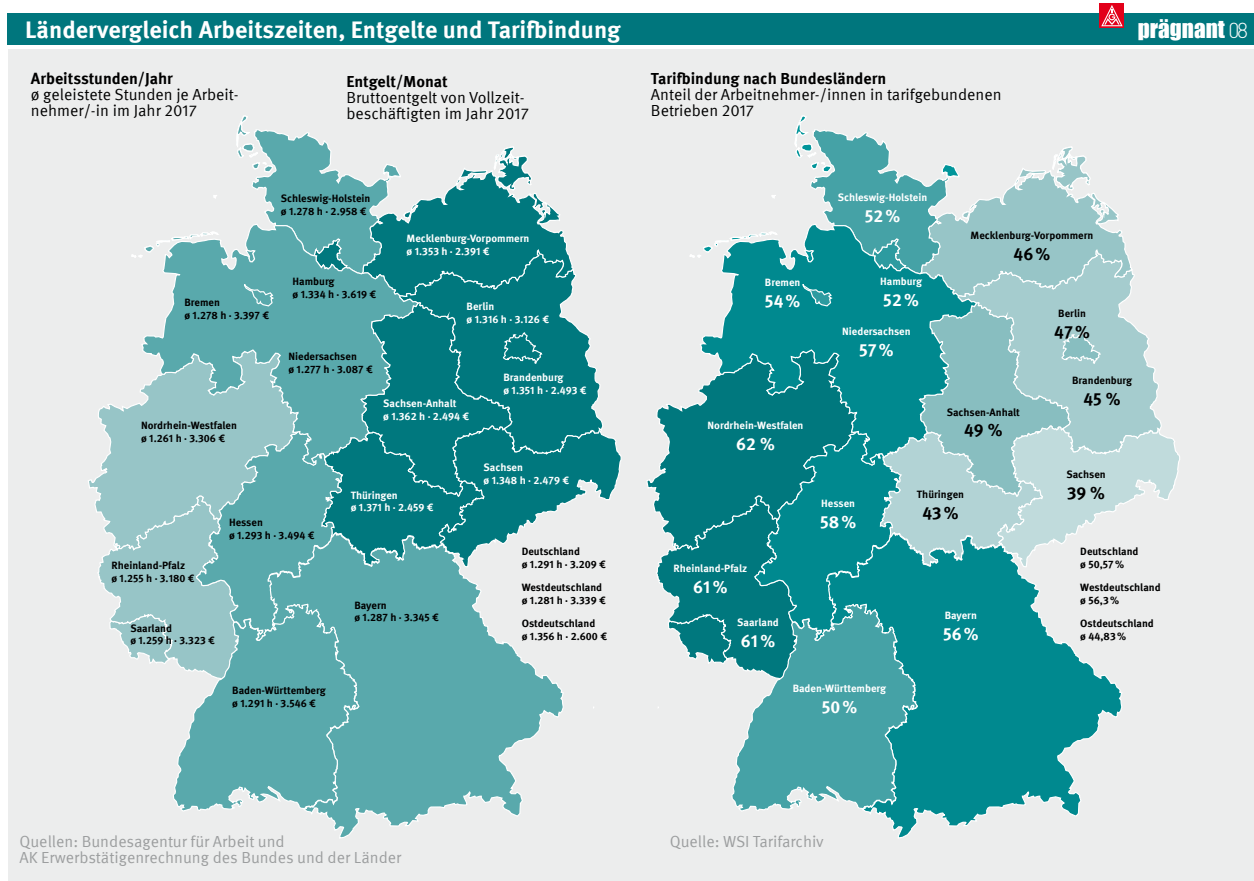 Ländervergleich Arbeitszeiten, Entgelte und Tarifbindung
prägnant 08
Arbeitsstunden/Jahr
ø geleistete Stunden je Arbeit-
nehmer/-in im Jahr 2017
Entgelt/Monat
Bruttoentgelt von Vollzeit-
beschäftigten im Jahr 2017
Schleswig-Holstein
ø 1.278 h · 2.958 €
Mecklenburg-Vorpommern
ø 1.353 h · 2.391 €
Hamburg
ø 1.334 h · 3.619 €
Bremen
ø 1.278 h · 3.397 €
Berlin
ø 1.316 h · 3.126 €
Niedersachsen
ø 1.277 h · 3.087 €
Brandenburg
ø 1.351 h · 2.493 €
Sachsen-Anhalt
ø 1.362 h · 2.494 €
Nordrhein-Westfalen
ø 1.261 h · 3.306 €
Sachsen
ø 1.348 h · 2.479 €
Thüringen
ø 1.371 h · 2.459 €
Hessen
ø 1.293 h · 3.494 €
Rheinland-Pfalz
ø 1.255 h · 3.180 €
Bayern
ø 1.287 h · 3.345 €
Saarland
ø 1.259 h · 3.323 €
Baden-Württemberg
ø 1.291 h · 3.546 €
Deutschland
ø 1.291 h · 3.209 €
Westdeutschland
ø 1.281 h · 3.339 €
Ostdeutschland
ø 1.356 h · 2.600 €
Quellen: Bundesagentur für Arbeit und
AK Erwerbstätigenrechnung des Bundes und der Länder
Tarifbindung nach Bundesländern
Anteil der Arbeitnehmer-/innen in tarifgebundenen
Betrieben 2017
Schleswig-Holstein
52 %
Mecklenburg-Vorpommern
46 %
Bremen
54 %
Hamburg
52 %
Berlin
47 %
Niedersachsen
57 %
Brandenburg
45 %
Sachsen-Anhalt
49 %
Nordrhein-Westfalen
62 %
Sachsen
39 %
Thüringen
43 %
Hessen
58 %
Rheinland-Pfalz
61 %
Saarland
61 %
Bayern
56 %
Baden-Württemberg
50 %
Deutschland
ø 50,57 %
Westdeutschland
ø 56,3 %
Ostdeutschland
ø 44,83 %
Quelle: WSI Tarifarchiv